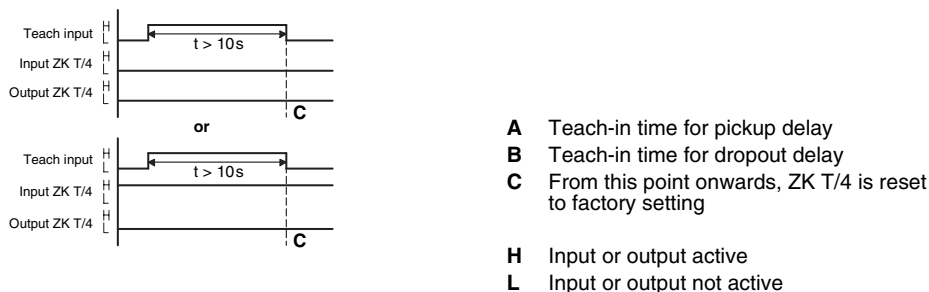 Teach input H
L
t > 10s
Input ZK T/4 H
L
Output ZK T/4 H
L
C
or
Teach input H
L
t > 10s
Input ZK T/4 H
L
Output ZK T/4 H
L
C
A Teach-in time for pickup delay
B Teach-in time for dropout delay
C From this point onwards, ZK T/4 is reset
to factory setting
H Input or output active
L Input or output not active